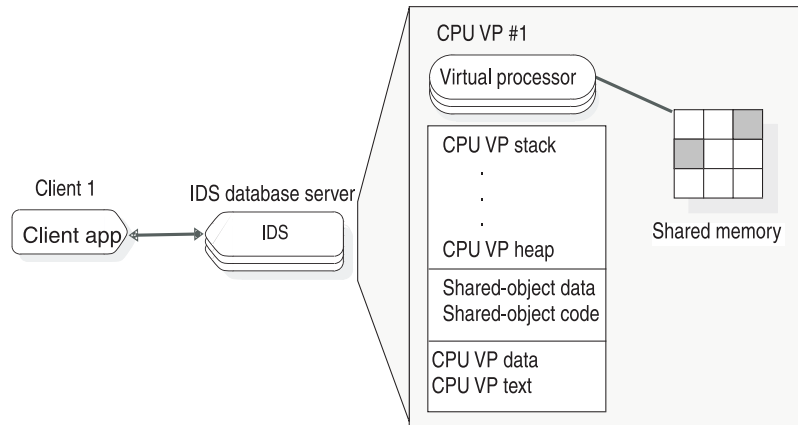 Client 1
Client app
IDS database server
IDS
CPU VP #1
Virtual processor
CPU VP stack
.
.
.
CPU VP heap
Shared-object data
Shared-object code
CPU VP data
CPU VP text
Shared memory